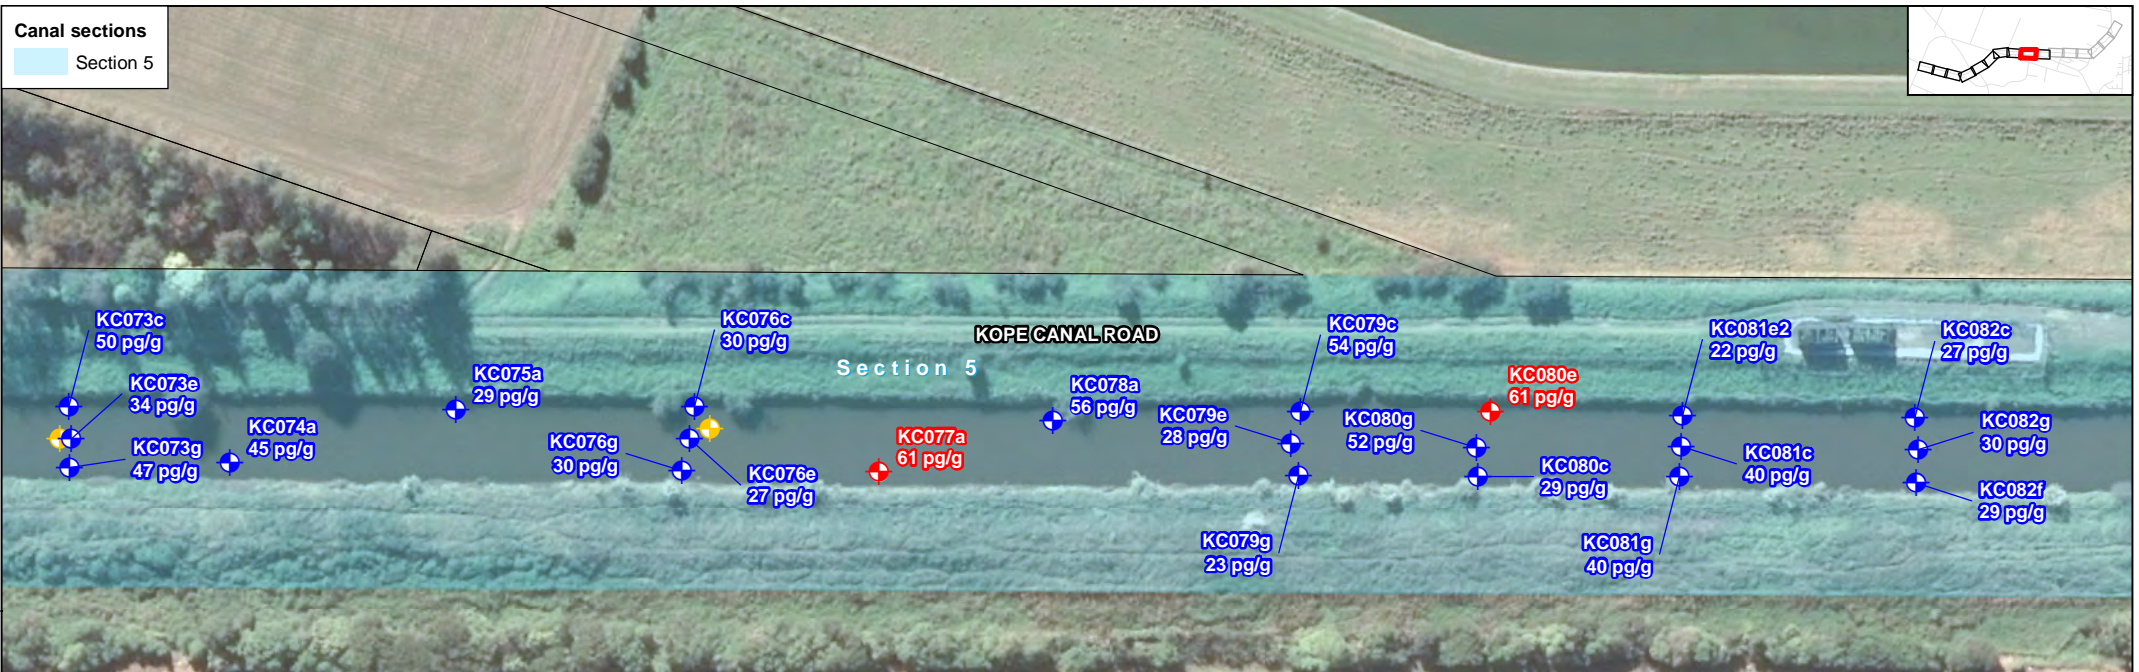 Canal sections
Section 5
KC073c
50 pg/g
KC073e
34 pg/g
KC073g
47 pg/g
KC074a
45 pg/g
KC075a
29 pg/g
KC076c
30 pg/g
KC076g
30 pg/g
KC076e
27 pg/g
KOPE CANAL ROAD
Section 5
KC077a
61 pg/g
KC078a
56 pg/g
KC079c
54 pg/g
KC079e
28 pg/g
KC079g
23 pg/g
KC080e
61 pg/g
KC080g
52 pg/g
KC080c
29 pg/g
KC081e2
22 pg/g
KC081c
40 pg/g
KC081g
40 pg/g
KC082c
27 pg/g
KC082g
30 pg/g
KC082f
29 pg/g